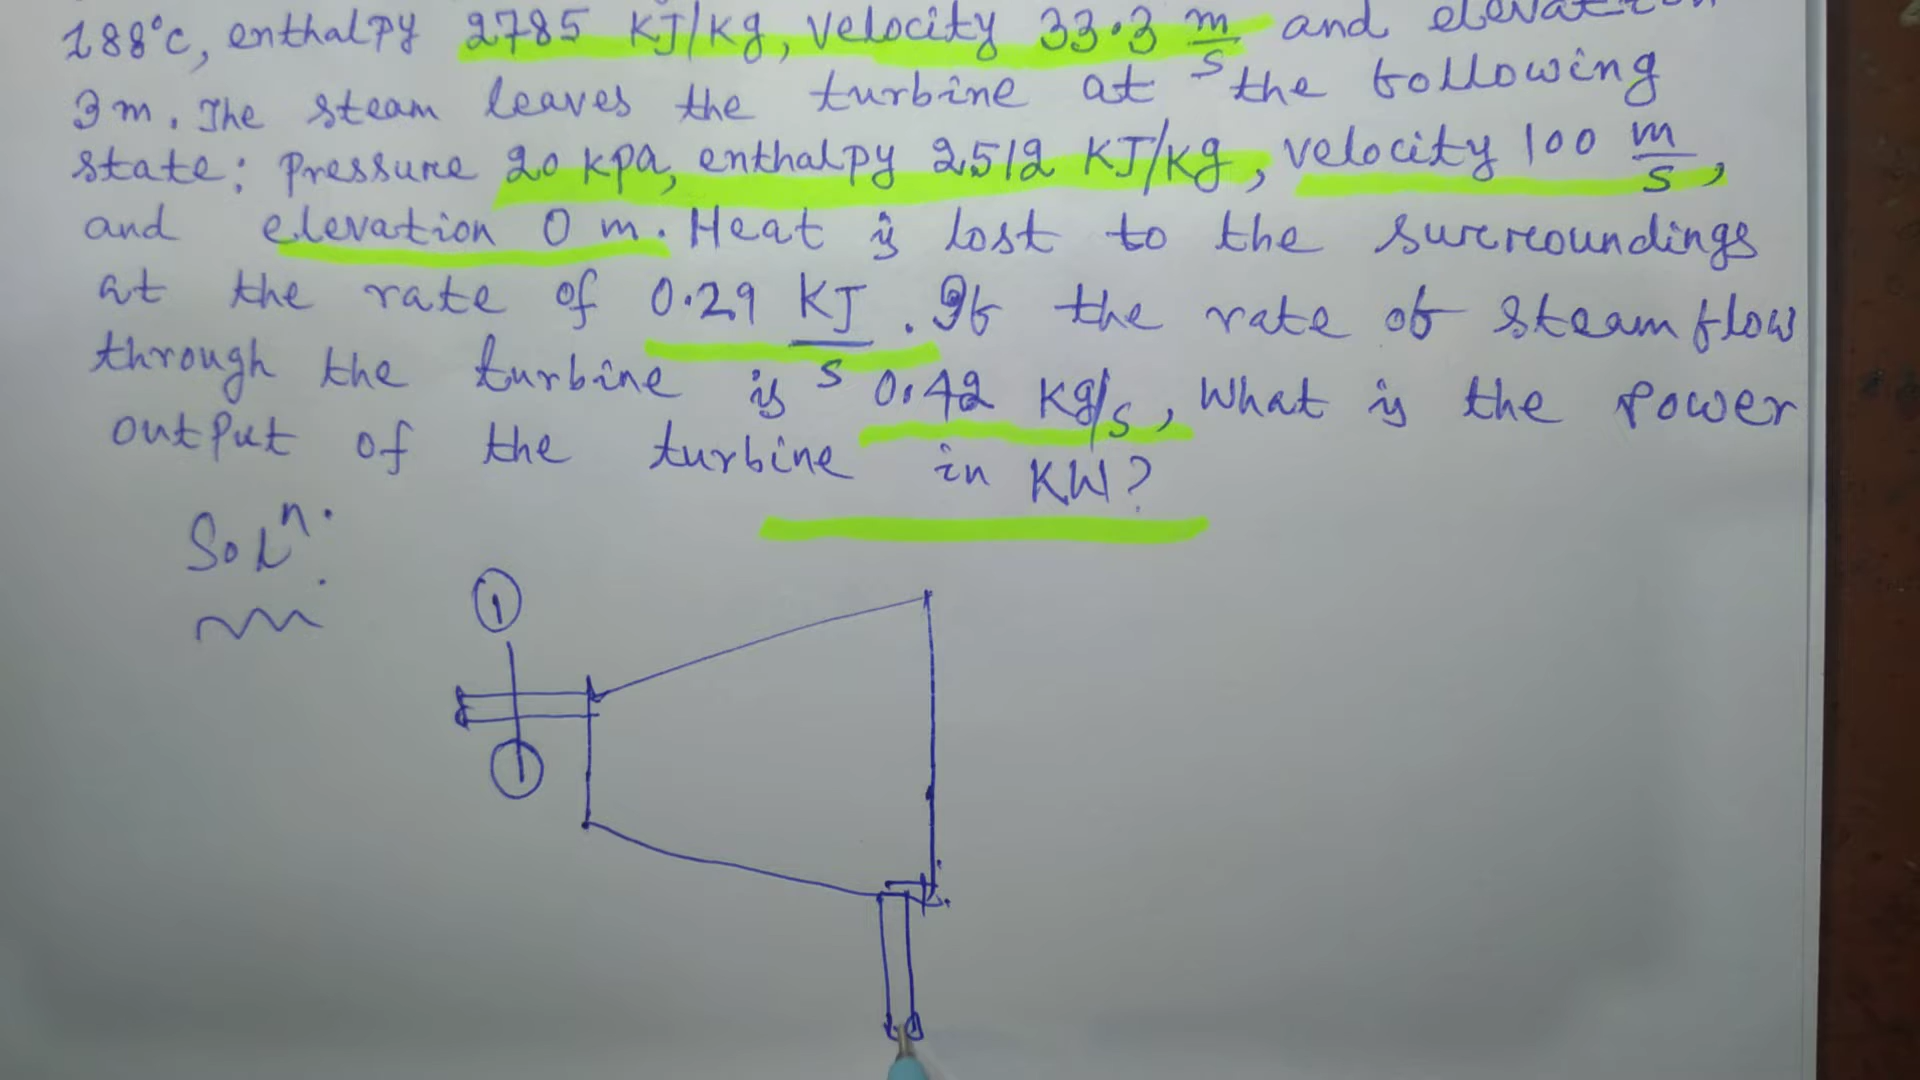 188°c, enthalpy 2785 KJ/Kg, velocity 33.3 m/s and elevation
3m. The steam leaves the turbine at the following
state: Pressure 20 kpa, enthalpy 2512 KJ/Kg, velocity 100 m/s,
and elevation 0 m. Heat is lost to the surroundings
at the rate of 0.29 KJ/s. If the rate of steam flow
through the turbine is 0.42 Kg/s, What is the Power
output of the turbine in KW?
Solⁿ:
1